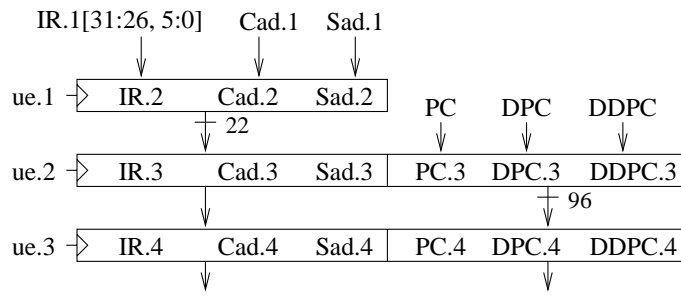 IR.1[31:26, 5:0] Cad.1 Sad.1
ue.1 IR.2 Cad.2 Sad.2
22 PC DPC DDPC
ue.2 IR.3 Cad.3 Sad.3 PC.3 DPC.3 DDPC.3
96
ue.3 IR.4 Cad.4 Sad.4 PC.4 DPC.4 DDPC.4